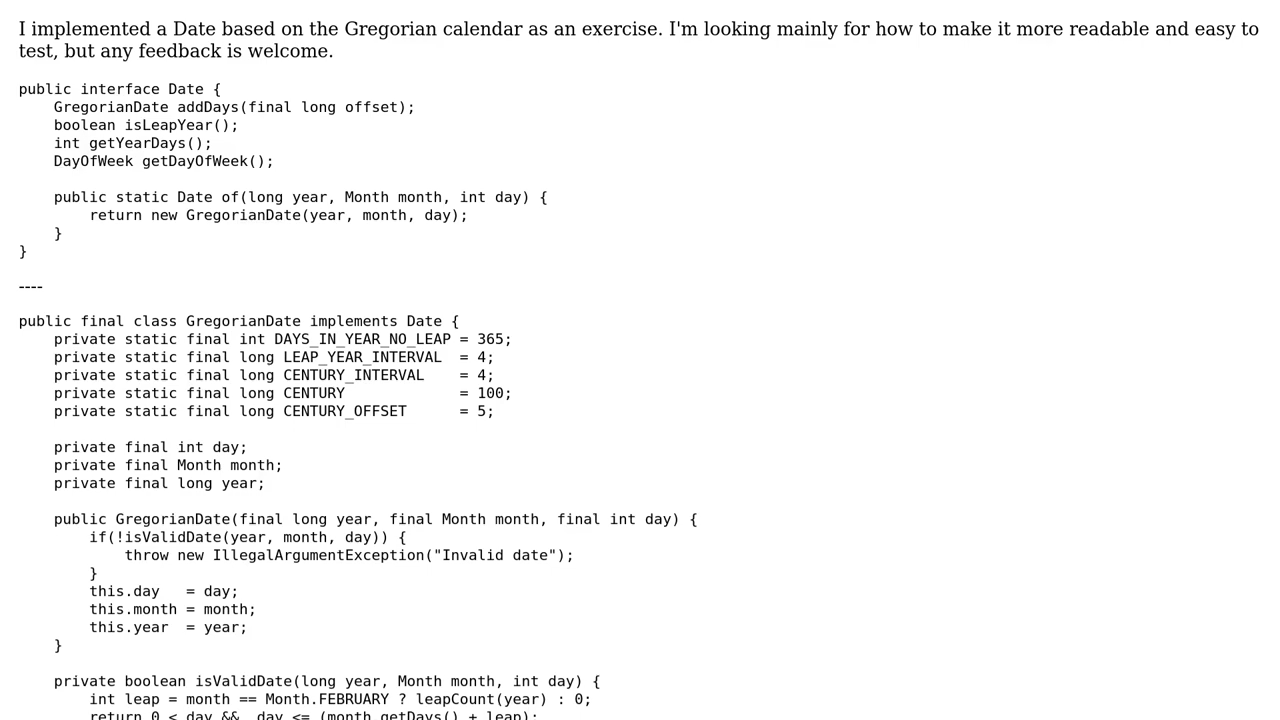 I implemented a Date based on the Gregorian calendar as an exercise. I'm looking mainly for how to make it more readable and easy to
test, but any feedback is welcome.
public interface Date {
    GregorianDate addDays(final long offset);
    boolean isLeapYear();
    int getYearDays();
    DayOfWeek getDayOfWeek();

    public static Date of(long year, Month month, int day) {
        return new GregorianDate(year, month, day);
    }
}
----
public final class GregorianDate implements Date {
    private static final int DAYS_IN_YEAR_NO_LEAP = 365;
    private static final long LEAP_YEAR_INTERVAL  = 4;
    private static final long CENTURY_INTERVAL    = 4;
    private static final long CENTURY             = 100;
    private static final long CENTURY_OFFSET      = 5;

    private final int day;
    private final Month month;
    private final long year;

    public GregorianDate(final long year, final Month month, final int day) {
        if(!isValidDate(year, month, day)) {
            throw new IllegalArgumentException("Invalid date");
        }
        this.day   = day;
        this.month = month;
        this.year  = year;
    }

    private boolean isValidDate(long year, Month month, int day) {
        int leap = month == Month.FEBRUARY ? leapCount(year) : 0;
        return 0 < day &&  day <= (month.getDays() + leap);